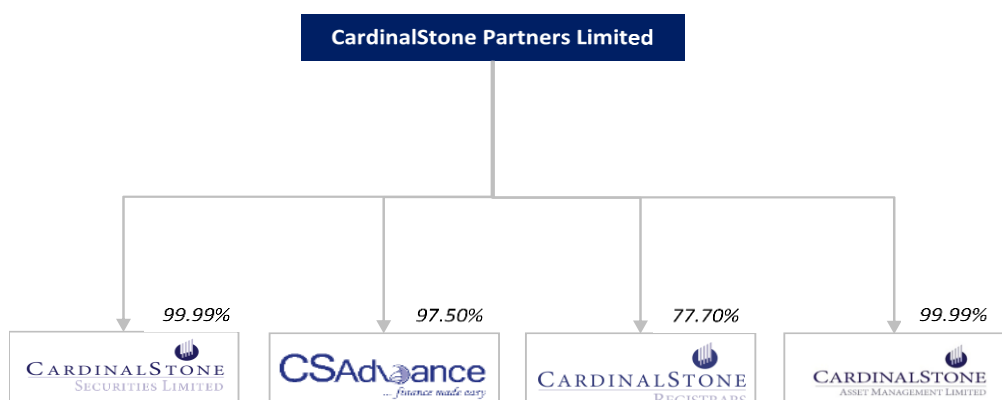 CardinalStone Partners Limited
99.99%
97.50%
77.70%
99.99%
CARDINALSTONE
SECURITIES LIMITED
CSAdvance
... finance made easy
CARDINALSTONE
REGISTRARS
CARDINALSTONE
ASSET MANAGEMENT LIMITED